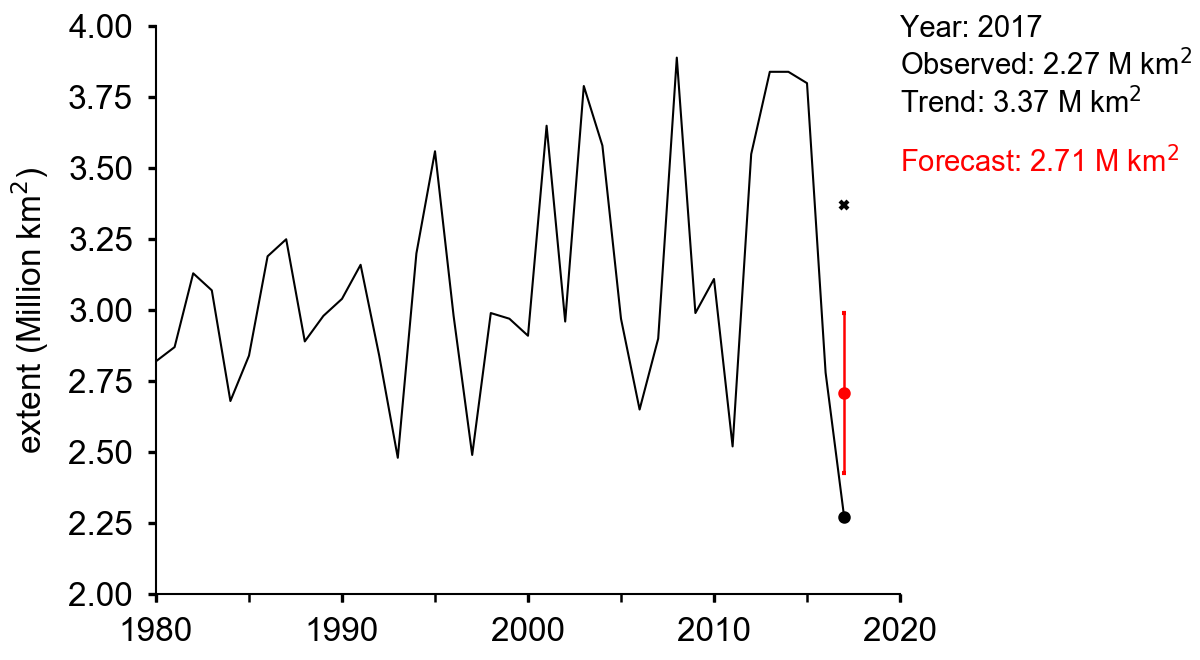 4.00
3.75
3.50
3.25
3.00
2.75
2.50
2.25
2.00
extent (Million km²)
1980
1990
2000
2010
2020
Year: 2017
Observed: 2.27 M km²
Trend: 3.37 M km²
Forecast: 2.71 M km²